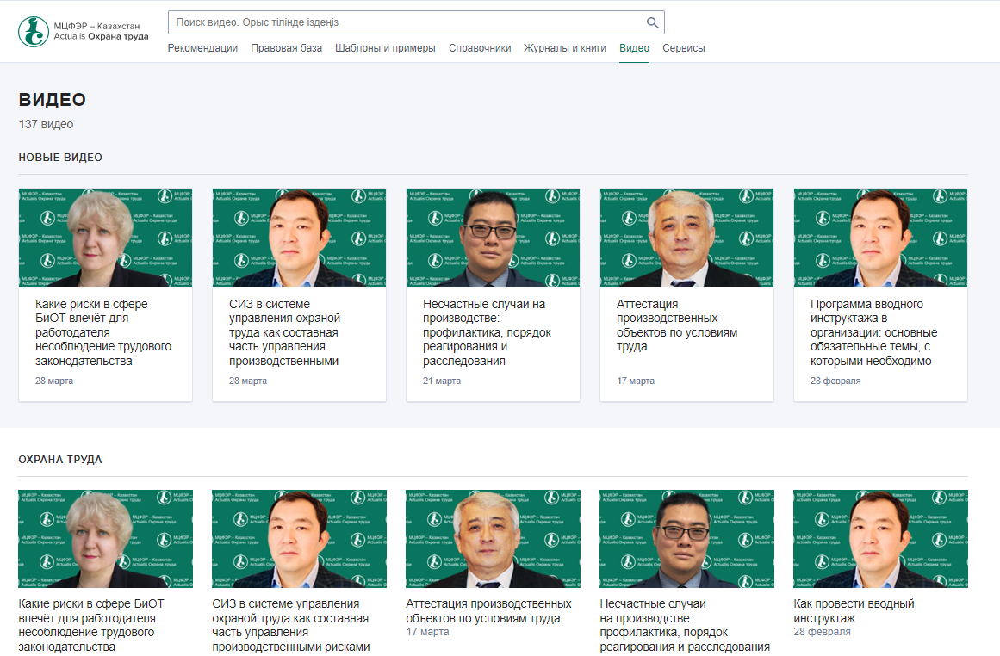 МЦФЭР – Казахстан
Actualis Охрана труда
Поиск видео. Орыс тілінде іздеңіз
Рекомендации Правовая база Шаблоны и примеры Справочники Журналы и книги Видео Сервисы
ВИДЕО
137 видео
НОВЫЕ ВИДЕО
Какие риски в сфере
БиОТ влечёт для
работодателя
несоблюдение трудового
законодательства
28 марта
СИЗ в системе
управления охраной
труда как составная
часть управления
производственными
28 марта
Несчастные случаи на
производстве:
профилактика, порядок
реагирования и
расследования
21 марта
Аттестация
производственных
объектов по условиям
труда
17 марта
Программа вводного
инструктажа в
организации: основные
обязательные темы, с
которыми необходимо
28 февраля
ОХРАНА ТРУДА
Какие риски в сфере БиОТ
влечёт для работодателя
несоблюдение трудового
законодательства
СИЗ в системе управления
охраной труда как составная
часть управления
производственными рисками
Аттестация производственных
объектов по условиям труда
17 марта
Несчастные случаи
на производстве:
профилактика, порядок
реагирования и расследования
Как провести вводный
инструктаж
28 февраля